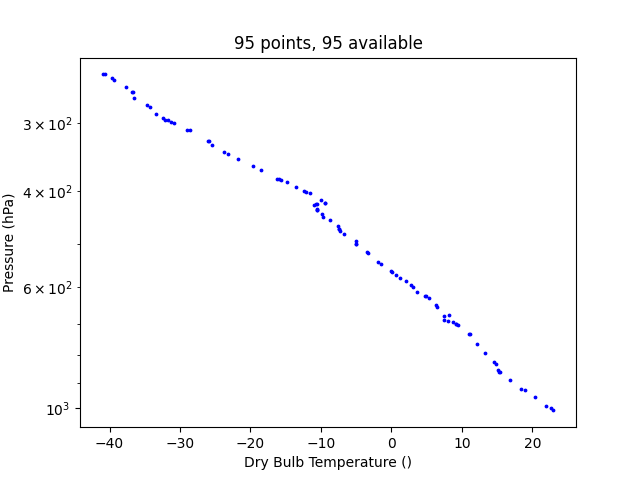 95 points, 95 available
3 × 10²
4 × 10²
6 × 10²
10³
Pressure (hPa)
−40 −30 −20 −10 0 10 20
Dry Bulb Temperature ()